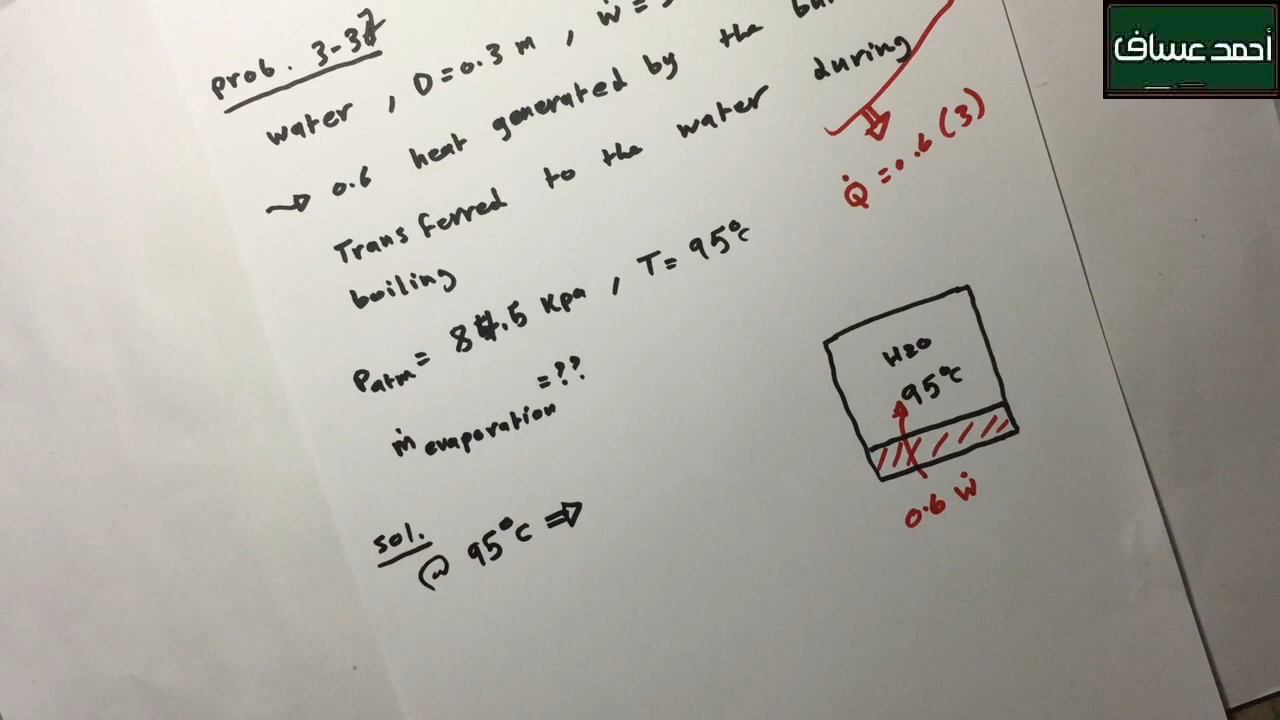 prob. 3-37
water , D = 0.3 m , ẇ =
→ 0.6 heat generated by the
Transferred to the water during
boiling
Patm = 84.5 kpa , T = 95°c
ṁ evaporation = ??
sol.
@ 95°c ⇒
Q̇ = 0.6 (3)
H2O
95°c
0.6 ẇ
أحمد عساف